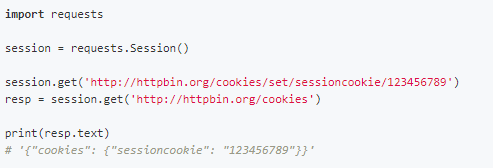 import requests
session = requests.Session()
session.get('http://httpbin.org/cookies/set/sessioncookie/123456789')
resp = session.get('http://httpbin.org/cookies')
print(resp.text)
# '{"cookies": {"sessioncookie": "123456789"}}'